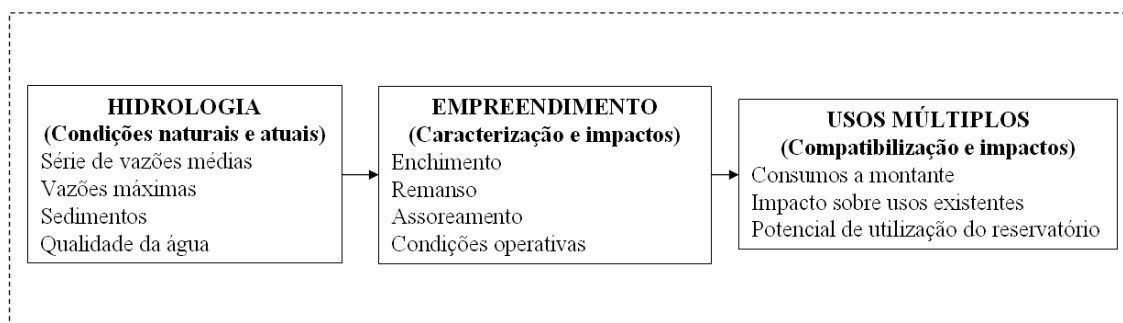 HIDROLOGIA
(Condições naturais e atuais)
Série de vazões médias
Vazões máximas
Sedimentos
Qualidade da água
EMPREENDIMENTO
(Caracterização e impactos)
Enchimento
Remanso
Assoreamento
Condições operativas
USOS MÚLTIPLOS
(Compatibilização e impactos)
Consumos a montante
Impacto sobre usos existentes
Potencial de utilização do reservatório